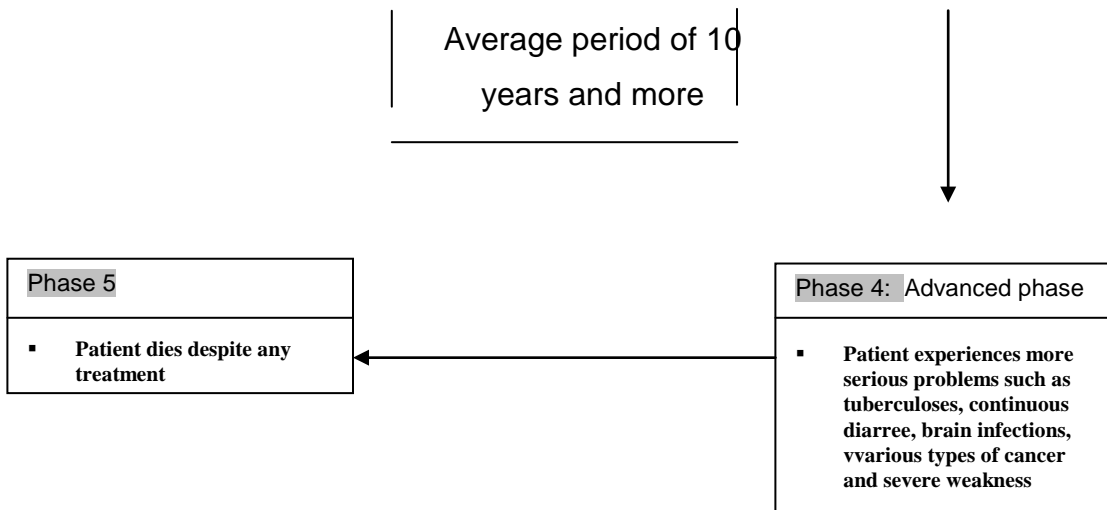 Average period of 10
years and more
Phase 5
▪ Patient dies despite any
treatment
Phase 4: Advanced phase
▪ Patient experiences more
serious problems such as
tuberculoses, continuous
diarree, brain infections,
vvarious types of cancer
and severe weakness